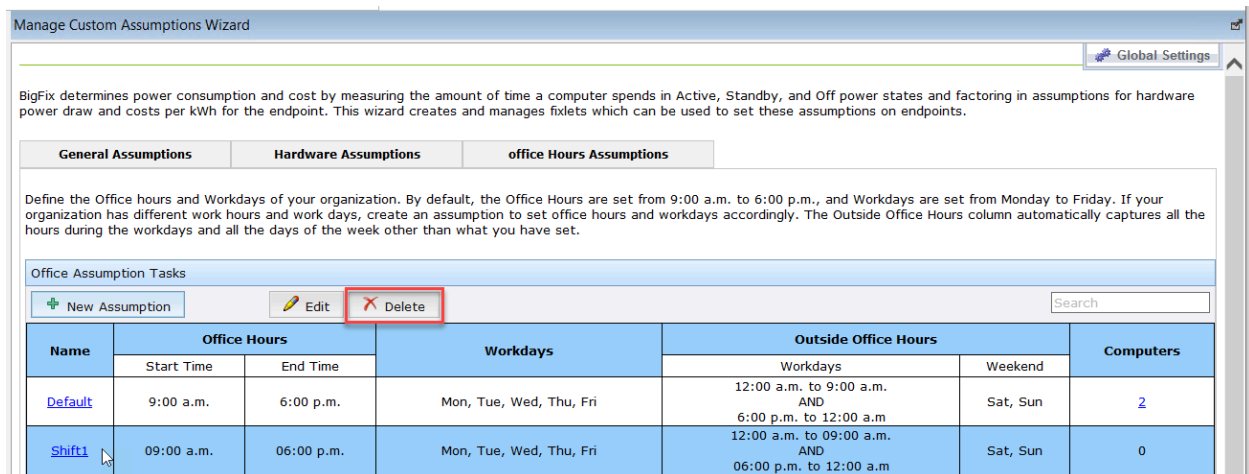 Manage Custom Assumptions Wizard
Global Settings
BigFix determines power consumption and cost by measuring the amount of time a computer spends in Active, Standby, and Off power states and factoring in assumptions for hardware
power draw and costs per kWh for the endpoint. This wizard creates and manages fixlets which can be used to set these assumptions on endpoints.
General Assumptions Hardware Assumptions office Hours Assumptions
Define the Office hours and Workdays of your organization. By default, the Office Hours are set from 9:00 a.m. to 6:00 p.m., and Workdays are set from Monday to Friday. If your
organization has different work hours and work days, create an assumption to set office hours and workdays accordingly. The Outside Office Hours column automatically captures all the
hours during the workdays and all the days of the week other than what you have set.
Office Assumption Tasks
New Assumption Edit Delete Search
Name Office Hours Workdays Outside Office Hours Computers
Start Time End Time Workdays Weekend
Default 9:00 a.m. 6:00 p.m. Mon, Tue, Wed, Thu, Fri 12:00 a.m. to 9:00 a.m. Sat, Sun 2
AND
6:00 p.m. to 12:00 a.m
Shift1 09:00 a.m. 06:00 p.m. Mon, Tue, Wed, Thu, Fri 12:00 a.m. to 09:00 a.m. Sat, Sun 0
AND
06:00 p.m. to 12:00 a.m